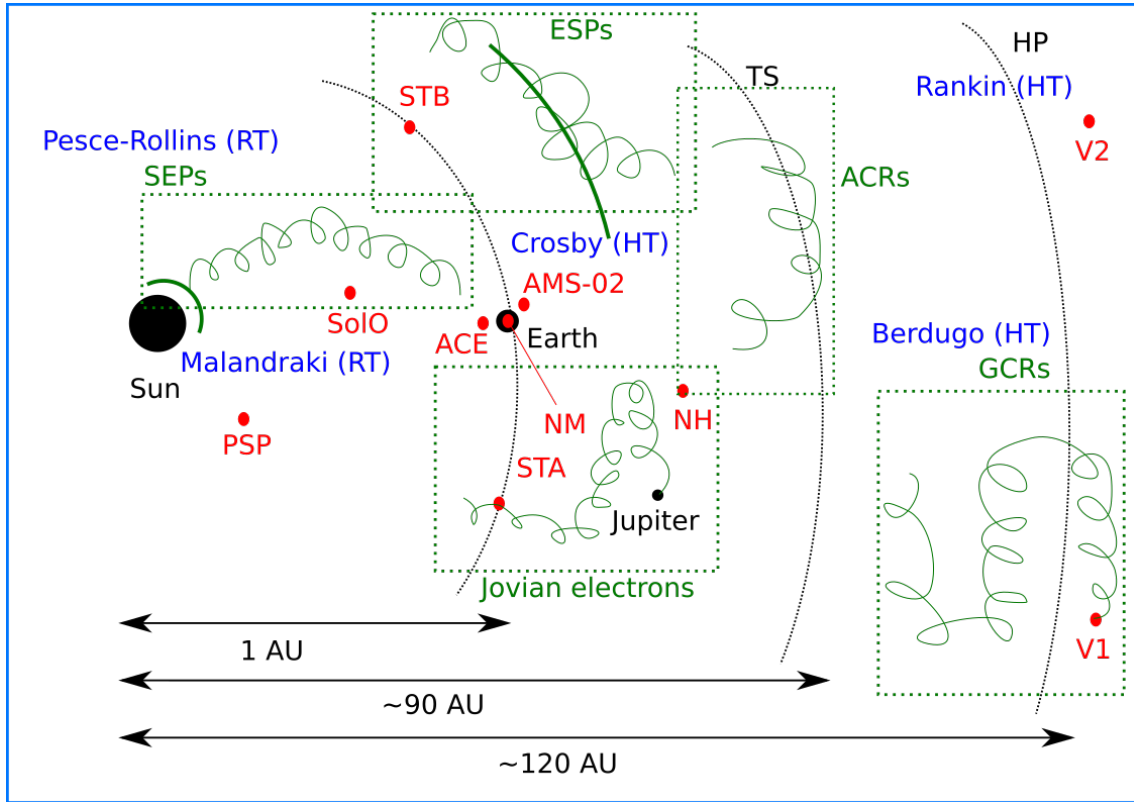 ESPs
HP
TS
Rankin (HT)
STB
Pesce-Rollins (RT)
V2
SEPs
ACRs
Crosby (HT)
AMS-02
SolO
ACE
Earth
Berdugo (HT)
Malandraki (RT)
GCRs
Sun
NM
NH
PSP
STA
Jupiter
Jovian electrons
V1
1 AU
~90 AU
~120 AU